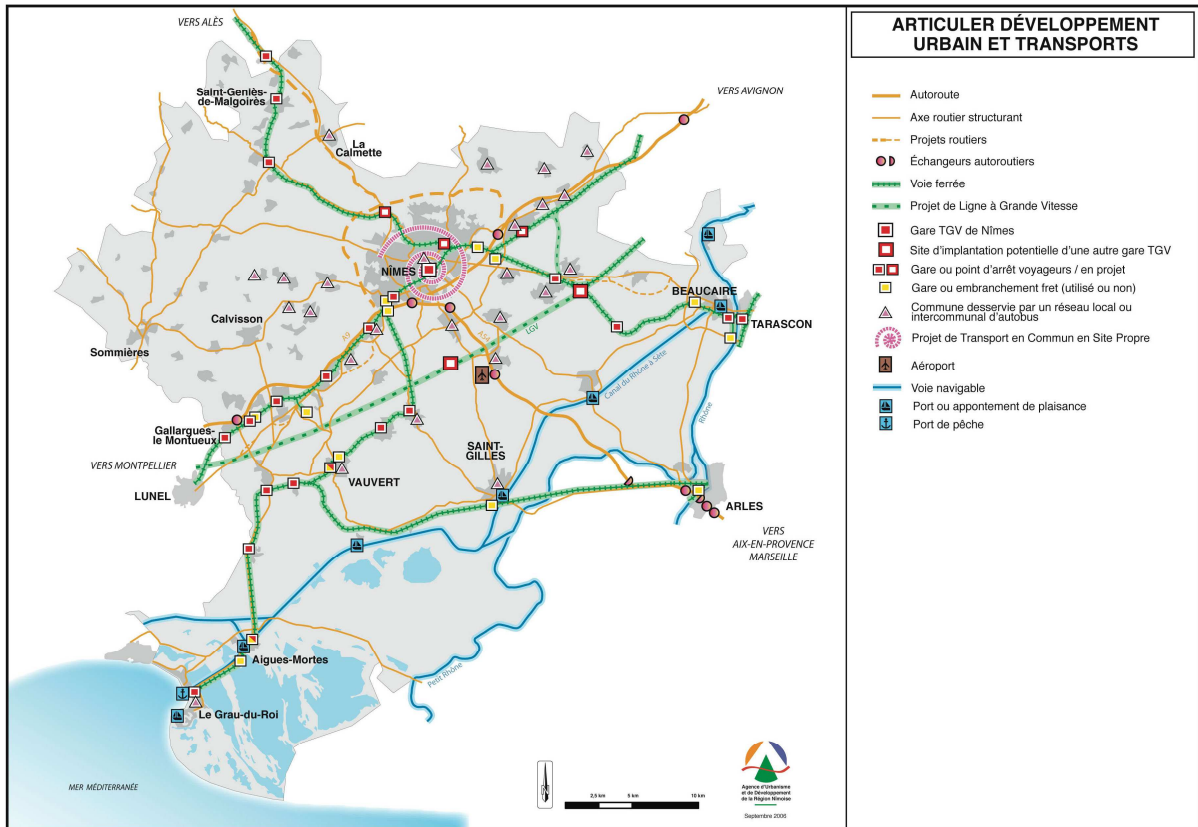 VERS ALÈS
Saint-Geniès-
de-Malgoirès
La
Calmette
VERS AVIGNON
NÎMES
BEAUCAIRE
TARASCON
Calvisson
Sommières
A9
A54
LGV
Canal du Rhône à Sète
Rhône
Gallargues-
le Montueux
VERS MONTPELLIER
LUNEL
VAUVERT
SAINT-
GILLES
ARLES
VERS
AIX-EN-PROVENCE
MARSEILLE
Aigues-Mortes
Petit Rhône
Le Grau-du-Roi
MER MÉDITERRANÉE
2,5 km
5 km
10 km
Agence d'Urbanisme
et de Développement
de la Région Nîmoise
Septembre 2006
ARTICULER DÉVELOPPEMENT
URBAIN ET TRANSPORTS
Autoroute
Axe routier structurant
Projets routiers
Échangeurs autoroutiers
Voie ferrée
Projet de Ligne à Grande Vitesse
Gare TGV de Nîmes
Site d'implantation potentielle d'une autre gare TGV
Gare ou point d'arrêt voyageurs / en projet
Gare ou embranchement fret (utilisé ou non)
Commune desservie par un réseau local ou
intercommunal d'autobus
Projet de Transport en Commun en Site Propre
Aéroport
Voie navigable
Port ou appontement de plaisance
Port de pêche